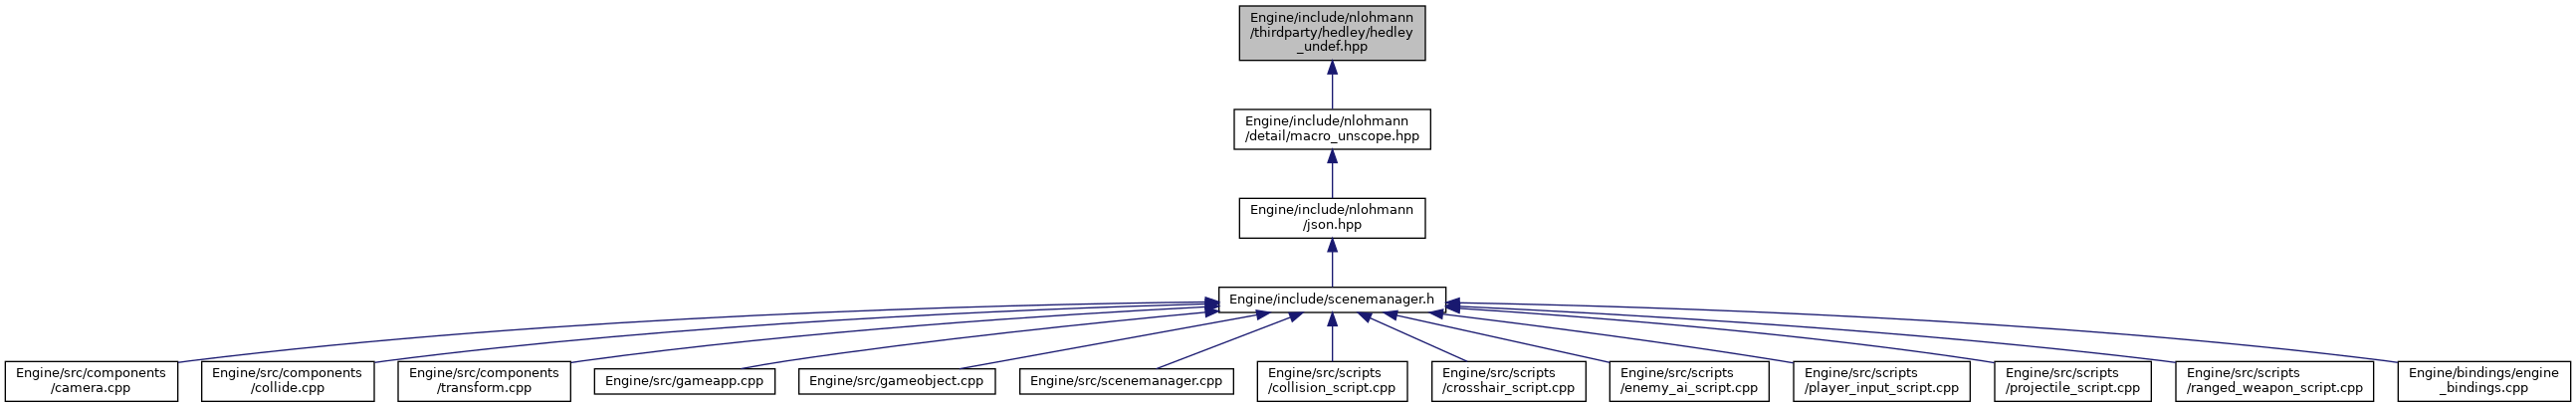 Engine/include/nlohmann
/thirdparty/hedley/hedley
_undef.hpp
Engine/include/nlohmann
/detail/macro_unscope.hpp
Engine/include/nlohmann
/json.hpp
Engine/include/scenemanager.h
Engine/src/components
/camera.cpp
Engine/src/components
/collide.cpp
Engine/src/components
/transform.cpp
Engine/src/gameapp.cpp
Engine/src/gameobject.cpp
Engine/src/scenemanager.cpp
Engine/src/scripts
/collision_script.cpp
Engine/src/scripts
/crosshair_script.cpp
Engine/src/scripts
/enemy_ai_script.cpp
Engine/src/scripts
/player_input_script.cpp
Engine/src/scripts
/projectile_script.cpp
Engine/src/scripts
/ranged_weapon_script.cpp
Engine/bindings/engine
_bindings.cpp